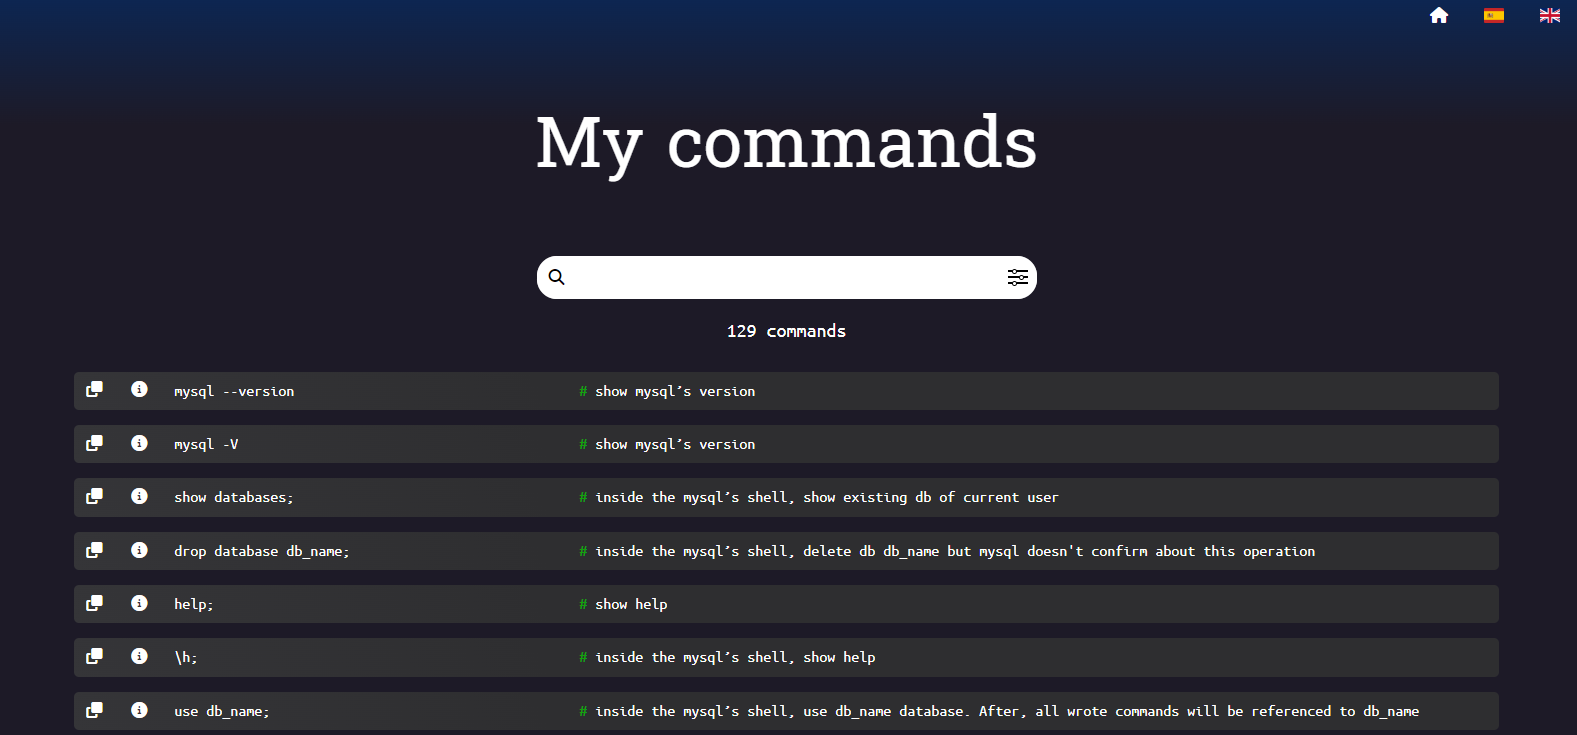 My commands
129 commands
mysql --version # show mysql’s version
mysql -V # show mysql’s version
show databases; # inside the mysql’s shell, show existing db of current user
drop database db_name; # inside the mysql’s shell, delete db db_name but mysql doesn't confirm about this operation
help; # show help
\h; # inside the mysql’s shell, show help
use db_name; # inside the mysql’s shell, use db_name database. After, all wrote commands will be referenced to db_name